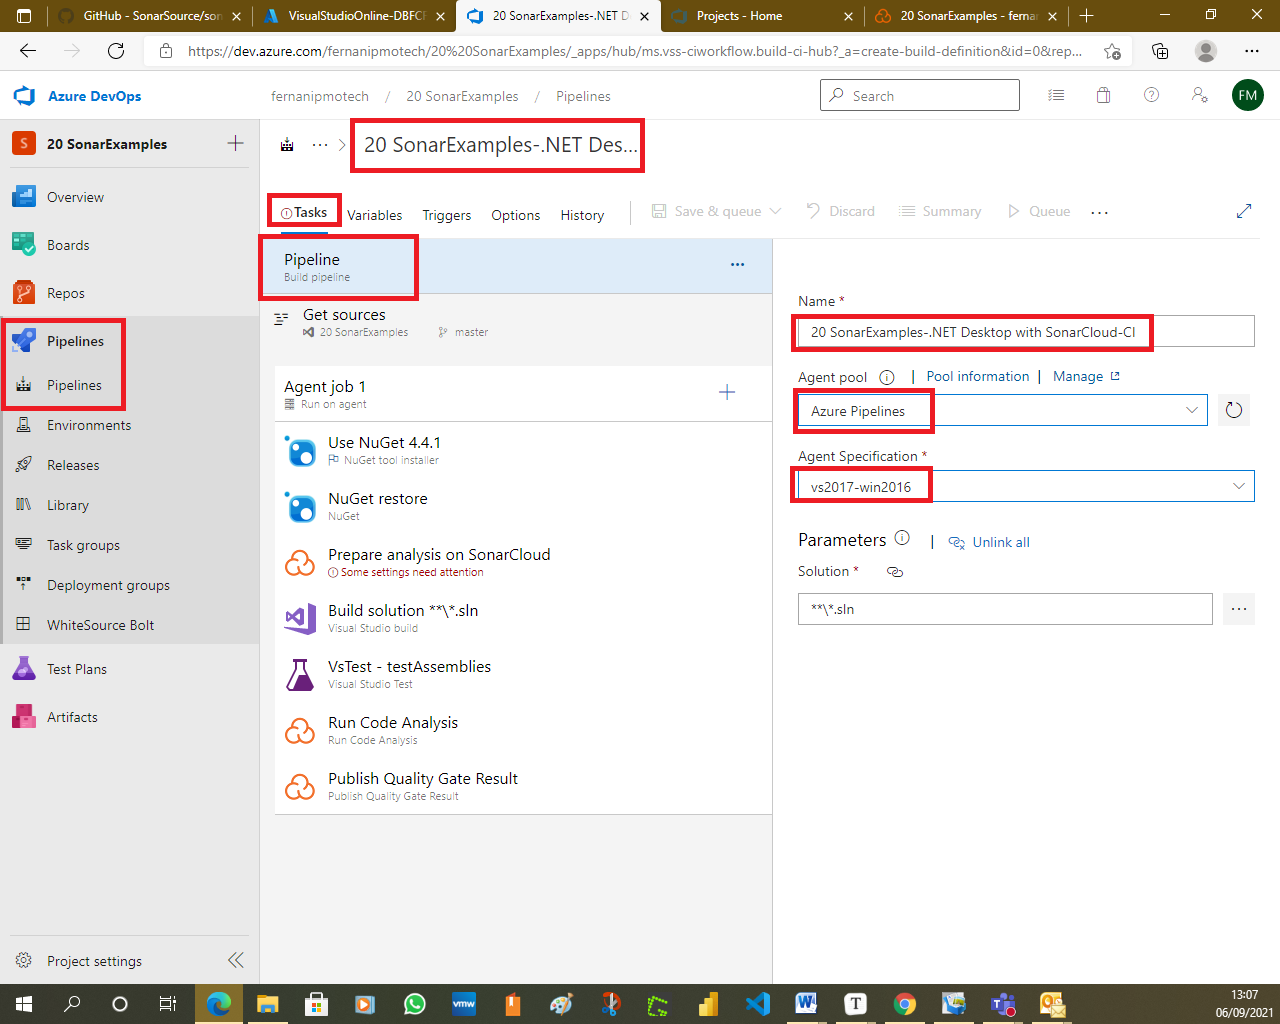 GitHub - SonarSource/son
VisualStudioOnline-DBFCF
20 SonarExamples-.NET D
Projects - Home
20 SonarExamples - fernan
https://dev.azure.com/fernanipmotech/20%20SonarExamples/_apps/hub/ms.vss-ciworkflow.build-ci-hub?_a=create-build-definition&id=0&rep...
Azure DevOps
fernanipmotech / 20 SonarExamples / Pipelines
Search
FM
S 20 SonarExamples
20 SonarExamples-.NET Des...
Overview
Boards
Repos
Pipelines
Pipelines
Environments
Releases
Library
Task groups
Deployment groups
WhiteSource Bolt
Test Plans
Artifacts
Project settings
Tasks Variables Triggers Options History
Save & queue Discard Summary Queue ...
Pipeline
Build pipeline
Get sources
20 SonarExamples master
Agent job 1
Run on agent
Use NuGet 4.4.1
NuGet tool installer
NuGet restore
NuGet
Prepare analysis on SonarCloud
Some settings need attention
Build solution **\*.sln
Visual Studio build
VsTest - testAssemblies
Visual Studio Test
Run Code Analysis
Run Code Analysis
Publish Quality Gate Result
Publish Quality Gate Result
Name *
20 SonarExamples-.NET Desktop with SonarCloud-CI
Agent pool | Pool information | Manage
Azure Pipelines
Agent Specification *
vs2017-win2016
Parameters | Unlink all
Solution *
**\*.sln
vmw
W
T
13:07
06/09/2021